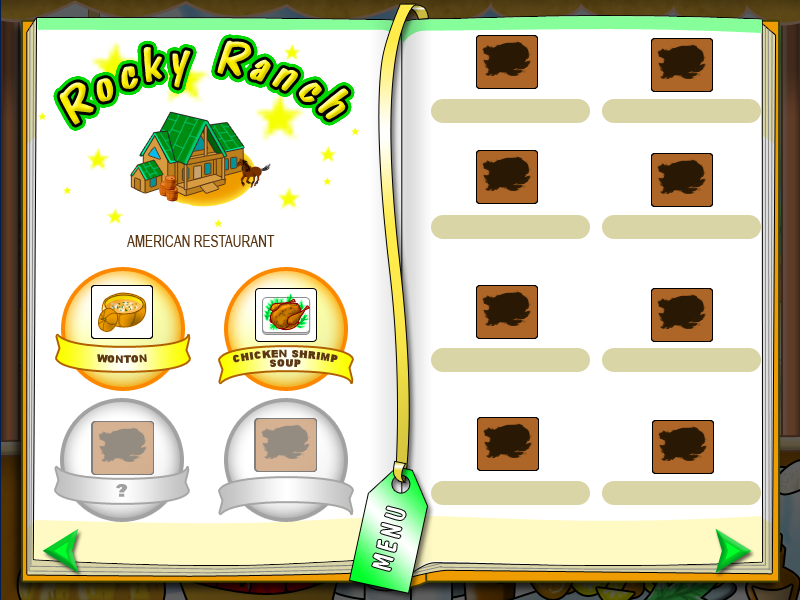 Rocky Ranch
AMERICAN RESTAURANT
WONTON
CHICKEN SHRIMP
SOUP
?
MENU